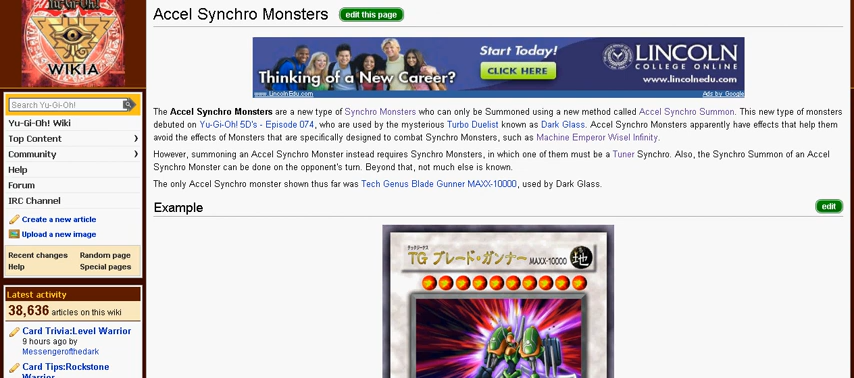 Yu-Gi-Oh!
WIKIA
Search Yu-Gi-Oh!
Yu-Gi-Oh! Wiki
Top Content
Community
Help
Forum
IRC Channel
Create a new article
Upload a new image
Recent changes Random page
Help Special pages
Latest activity
38,636 articles on this wiki
Card Trivia:Level Warrior
9 hours ago by
Messengerofthedark
Card Tips:Rockstone
Warrior
Accel Synchro Monsters edit this page
Thinking of a New Career?
www.LincolnEdu.com
Start Today!
CLICK HERE
LINCOLN
COLLEGE ONLINE
www.lincolnedu.com
Ads by Google
The Accel Synchro Monsters are a new type of Synchro Monsters who can only be Summoned using a new method called Accel Synchro Summon. This new type of monsters
debuted on Yu-Gi-Oh! 5D's - Episode 074, who are used by the mysterious Turbo Duelist known as Dark Glass. Accel Synchro Monsters apparently have effects that help them
avoid the effects of Monsters that are specifically designed to combat Synchro Monsters, such as Machine Emperor Wisel Infinity.
However, summoning an Accel Synchro Monster instead requires Synchro Monsters, in which one of them must be a Tuner Synchro. Also, the Synchro Summon of an Accel
Synchro Monster can be done on the opponent's turn. Beyond that, not much else is known.
The only Accel Synchro monster shown thus far was Tech Genus Blade Gunner MAXX-10000, used by Dark Glass.
Example edit
テックジーナス
TG ブレード・ガンナー MAXX-10000 地